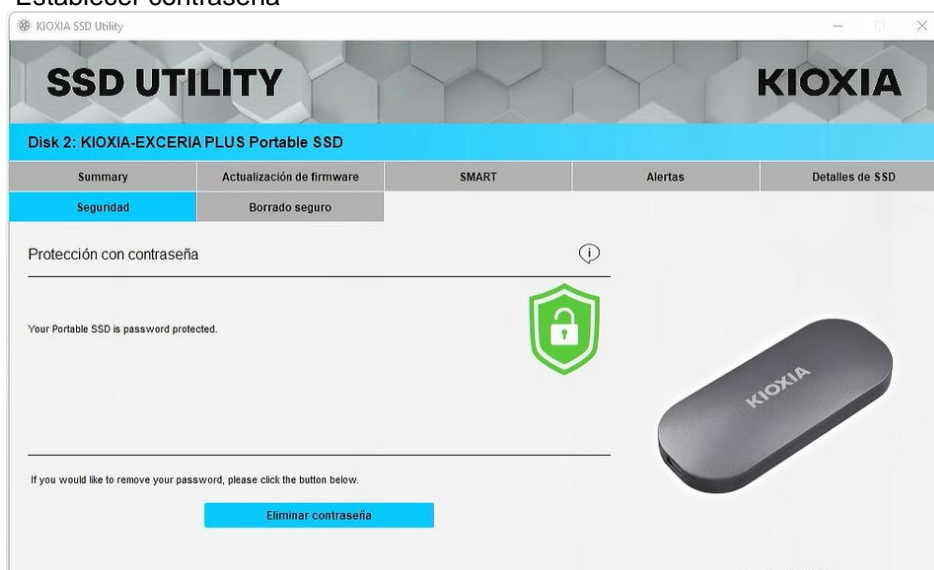 Establecer contraseña
KIOXIA SSD Utility
SSD UTILITY
KIOXIA
Disk 2: KIOXIA-EXCERIA PLUS Portable SSD
Summary
Actualización de firmware
SMART
Alertas
Detalles de SSD
Seguridad
Borrado seguro
Protección con contraseña
Your Portable SSD is password protected.
KIOXIA
If you would like to remove your password, please click the button below.
Eliminar contraseña